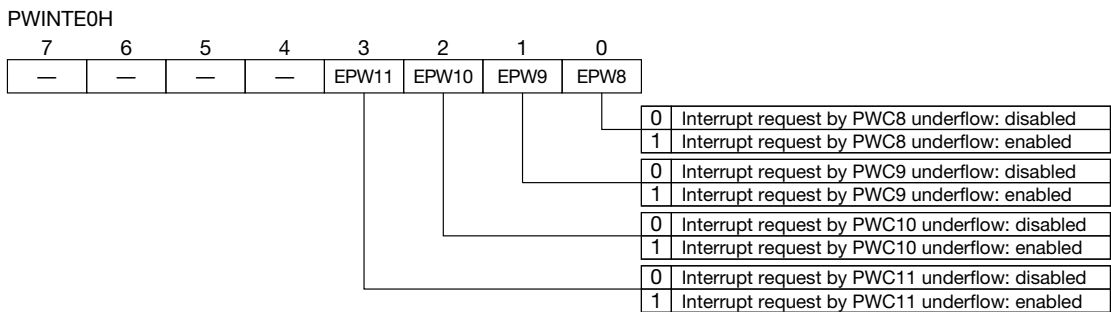 PWINTE0H
7 6 5 4 3 2 1 0
— — — — EPW11 EPW10 EPW9 EPW8
0 Interrupt request by PWC8 underflow: disabled
1 Interrupt request by PWC8 underflow: enabled
0 Interrupt request by PWC9 underflow: disabled
1 Interrupt request by PWC9 underflow: enabled
0 Interrupt request by PWC10 underflow: disabled
1 Interrupt request by PWC10 underflow: enabled
0 Interrupt request by PWC11 underflow: disabled
1 Interrupt request by PWC11 underflow: enabled